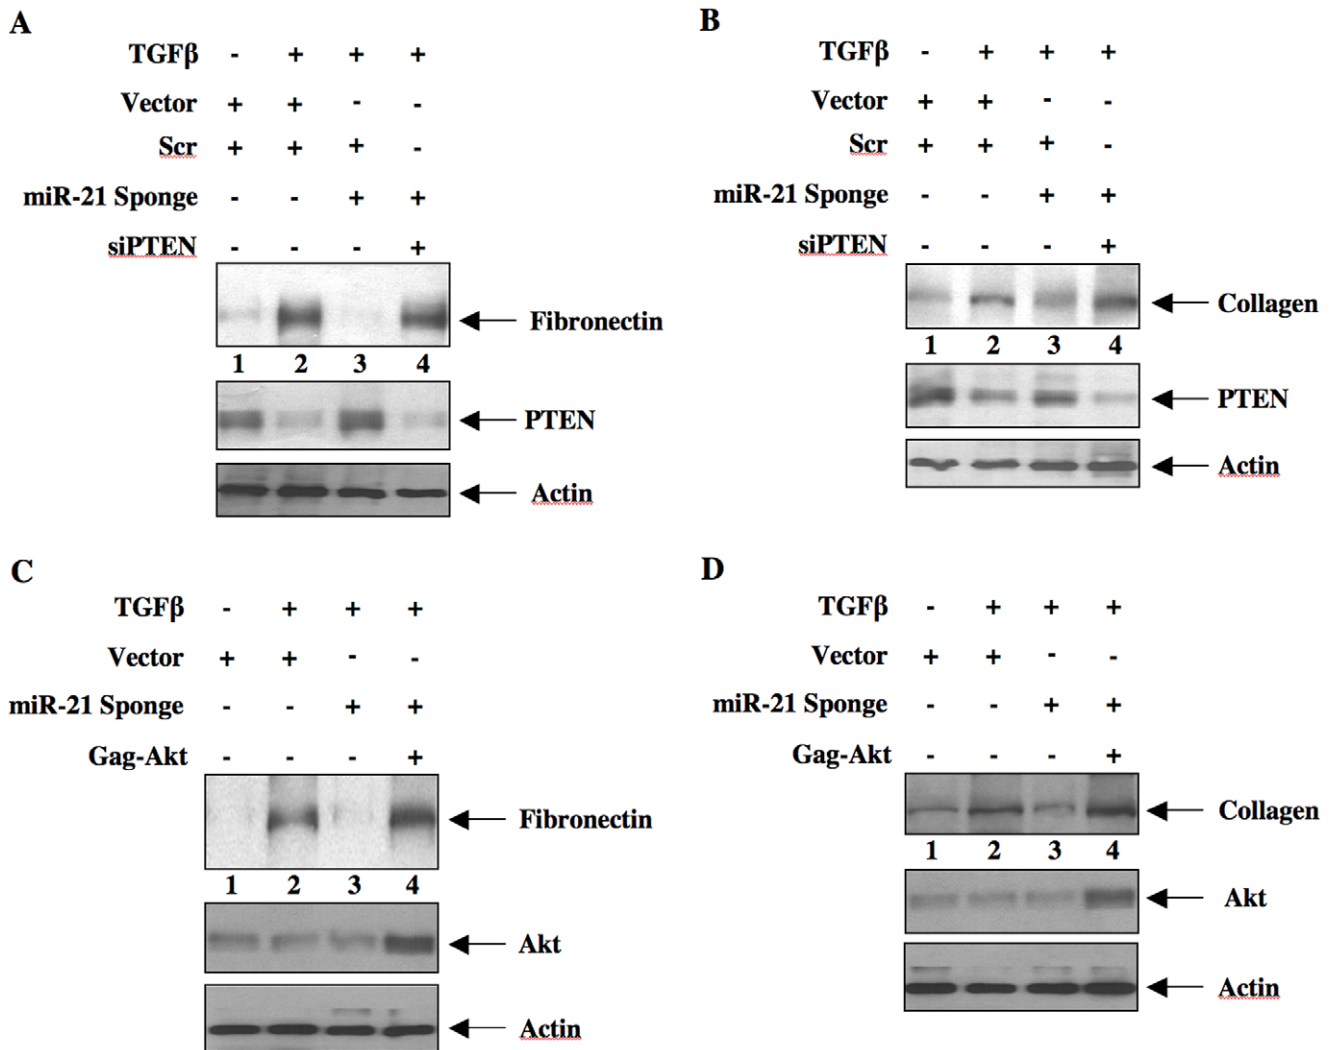 A
TGFβ - + + +
Vector + + - -
Scr + + + -
miR-21 Sponge - - + +
siPTEN - - - +
Fibronectin
1 2 3 4
PTEN
Actin
B
TGFβ - + + +
Vector + + - -
Scr + + + -
miR-21 Sponge - - + +
siPTEN - - - +
Collagen
1 2 3 4
PTEN
Actin
C
TGFβ - + + +
Vector + + - -
miR-21 Sponge - - + +
Gag-Akt - - - +
Fibronectin
1 2 3 4
Akt
Actin
D
TGFβ - + + +
Vector + + - -
miR-21 Sponge - - + +
Gag-Akt - - - +
Collagen
1 2 3 4
Akt
Actin